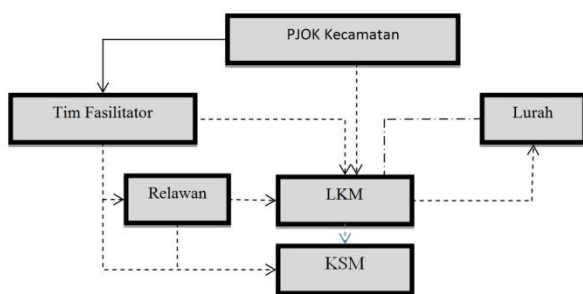 PJOK Kecamatan
Tim Fasilitator
Lurah
Relawan
LKM
KSM